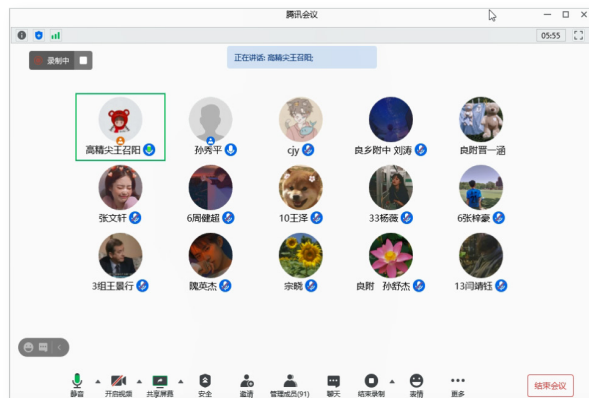 腾讯会议
05:55
录制中
正在讲话: 高精尖王召阳;
高精尖王召阳
孙秀平
cjy
良乡附中 刘涛
良附晋一涵
张文轩
6周健超
10王泽
33杨薇
6张梓豪
3组王景行
隗英杰
宗晓
良附 孙舒杰
13闫靖钰
静音
开启视频
共享屏幕
安全
邀请
管理成员(91)
聊天
结束录制
表情
更多
结束会议